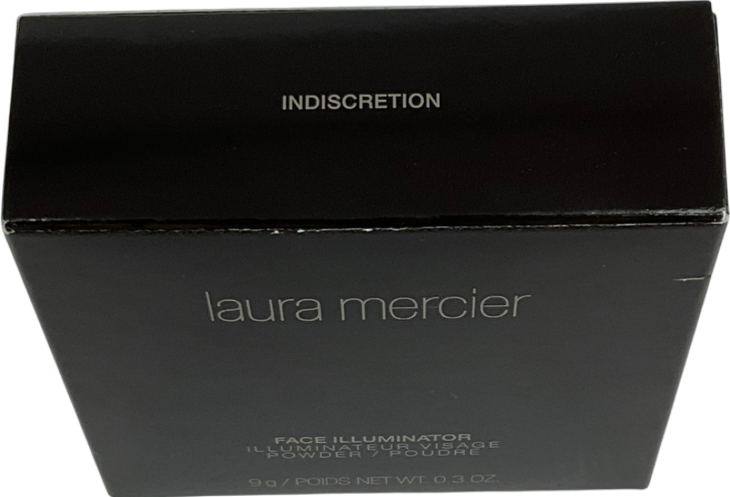 INDISCRETION
laura mercier
FACE ILLUMINATOR
ILLUMINATEUR VISAGE
POWDER / POUDRE
9 g / POIDS NET WT. 0.3 OZ.